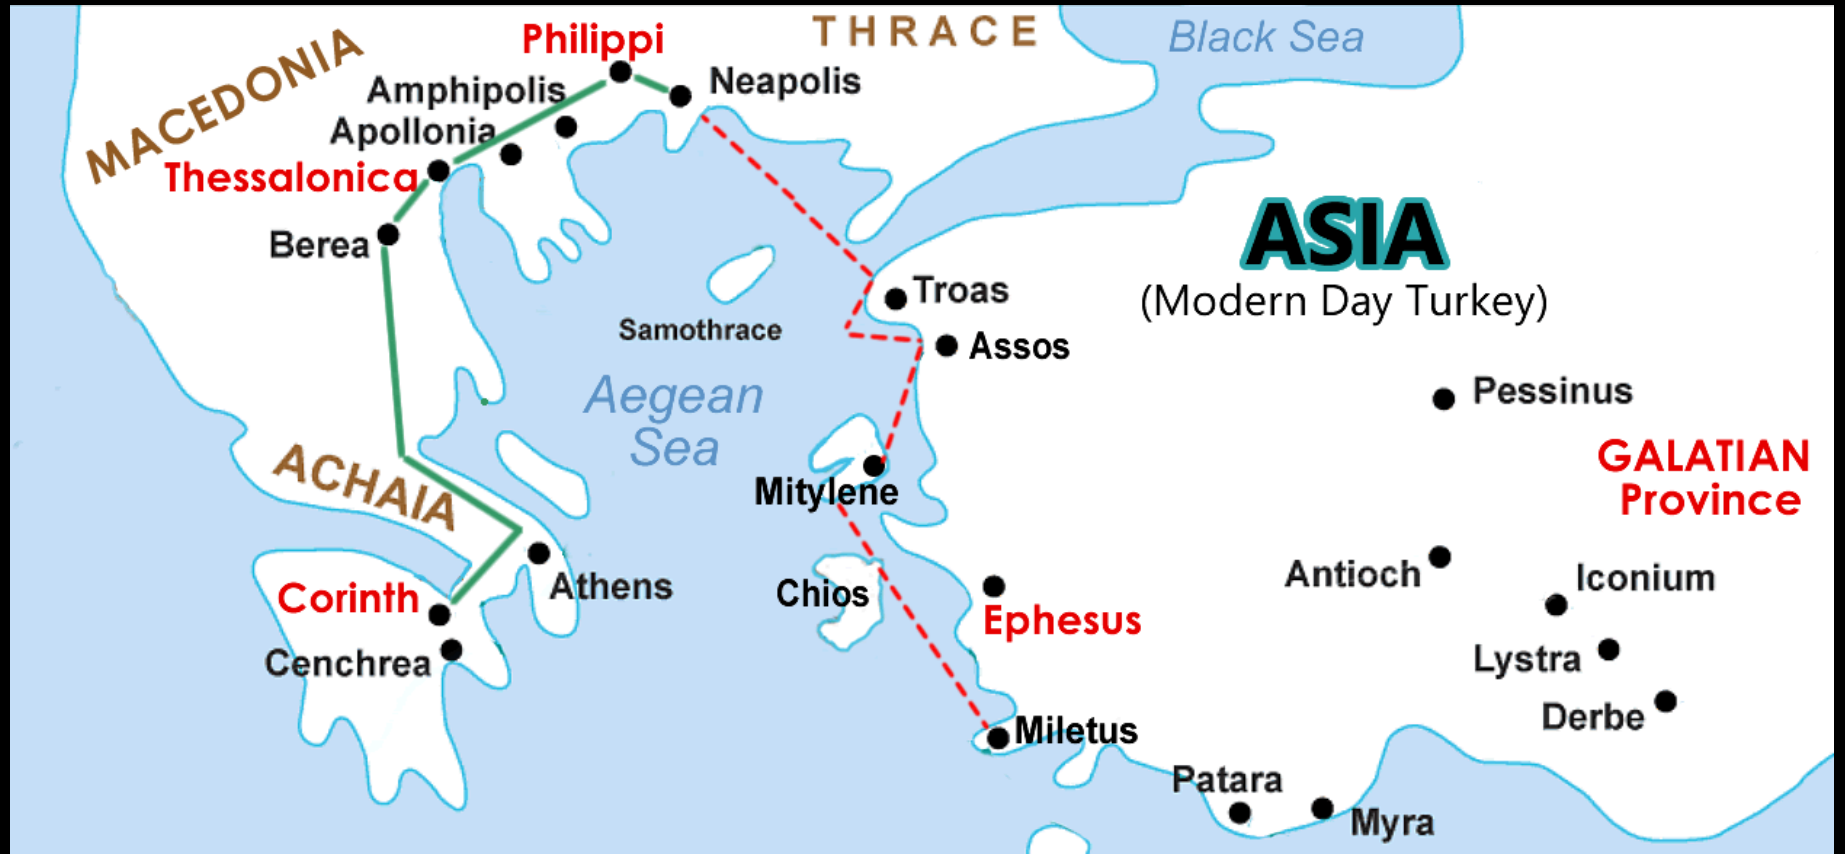 THRACE
Black Sea
Philippi
MACEDONIA
Neapolis
Amphipolis
Apollonia
Thessalonica
Berea
ASIA
(Modern Day Turkey)
Troas
Samothrace
Assos
Aegean
Sea
Pessinus
GALATIAN
Province
ACHAIA
Mitylene
Antioch
Iconium
Athens
Chios
Corinth
Ephesus
Cenchrea
Lystra
Derbe
Miletus
Patara
Myra